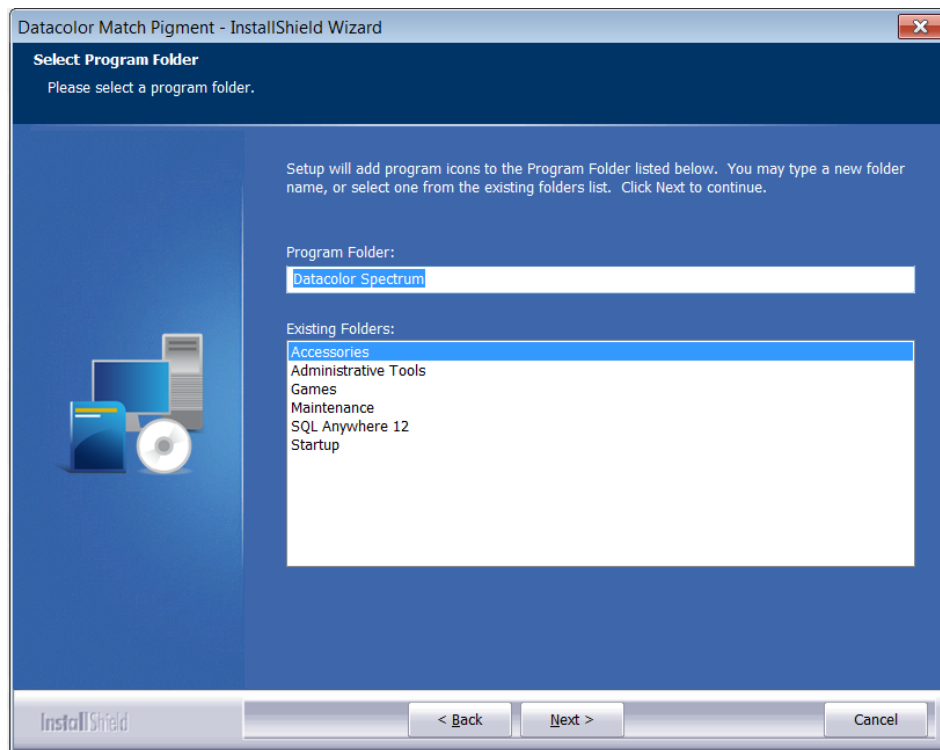 Datacolor Match Pigment - InstallShield Wizard
Select Program Folder
Please select a program folder.
Setup will add program icons to the Program Folder listed below.  You may type a new folder
name, or select one from the existing folders list.  Click Next to continue.
Program Folder:
Datacolor Spectrum
Existing Folders:
Accessories
Administrative Tools
Games
Maintenance
SQL Anywhere 12
Startup
InstallShield
< Back
Next >
Cancel